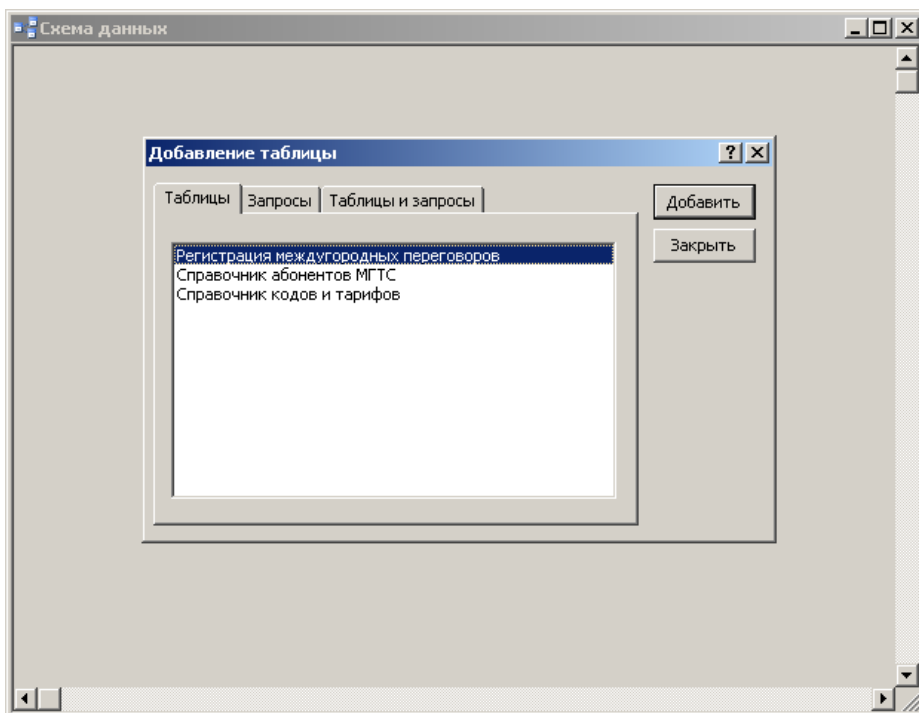 Схема данных
Добавление таблицы
Таблицы Запросы Таблицы и запросы
Добавить
Закрыть
Регистрация междугородных переговоров
Справочник абонентов МГТС
Справочник кодов и тарифов